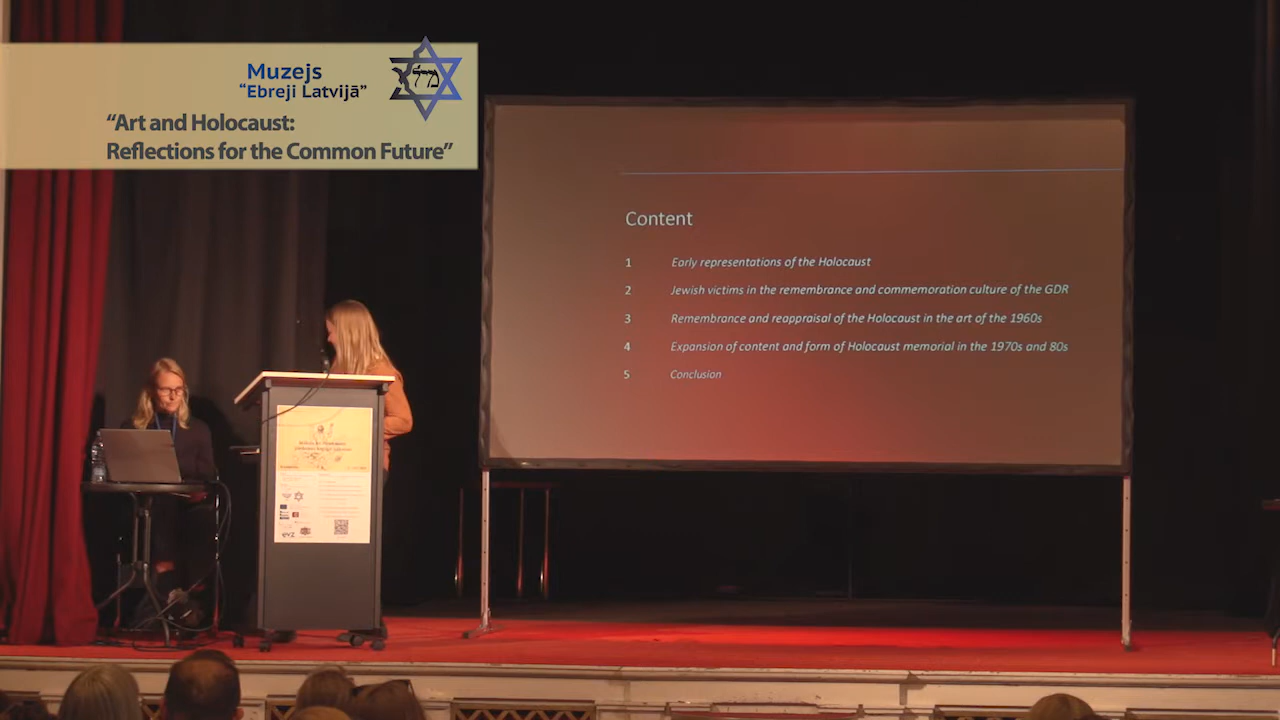 Muzejs
“Ebreji Latvijā”
מיל
“Art and Holocaust:
Reflections for the Common Future”
Content
1 Early representations of the Holocaust
2 Jewish victims in the remembrance and commemoration culture of the GDR
3 Remembrance and reappraisal of the Holocaust in the art of the 1960s
4 Expansion of content and form of Holocaust memorial in the 1970s and 80s
5 Conclusion
evz